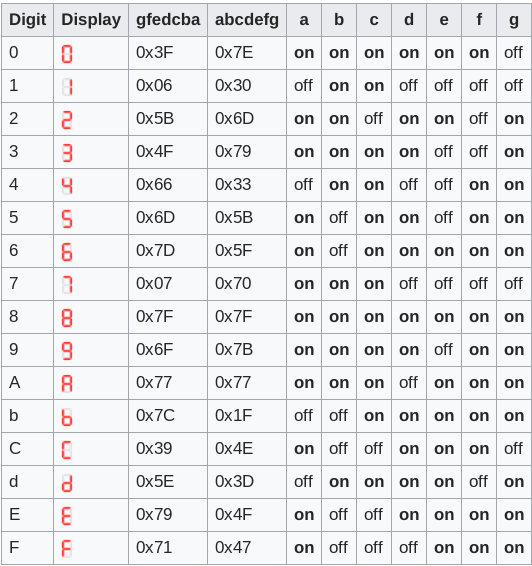 Digit Display gfedcba abcdefg a b c d e f g
0 0 0x3F 0x7E on on on on on on off
1 1 0x06 0x30 off on on off off off off
2 2 0x5B 0x6D on on off on on off on
3 3 0x4F 0x79 on on on on off off on
4 4 0x66 0x33 off on on off off on on
5 5 0x6D 0x5B on off on on off on on
6 6 0x7D 0x5F on off on on on on on
7 7 0x07 0x70 on on on off off off off
8 8 0x7F 0x7F on on on on on on on
9 9 0x6F 0x7B on on on on off on on
A A 0x77 0x77 on on on off on on on
b b 0x7C 0x1F off off on on on on on
C C 0x39 0x4E on off off on on on off
d d 0x5E 0x3D off on on on on off on
E E 0x79 0x4F on off off on on on on
F F 0x71 0x47 on off off off on on on